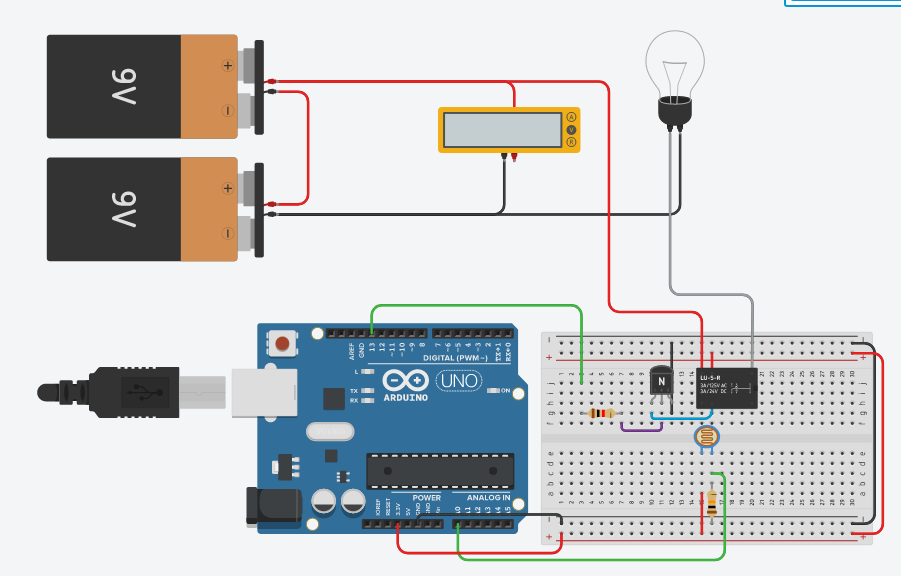 9V
+
−
9V
+
−
A
V
R
AREF
GND
13
12
~11
~10
~9
8
7
~6
~5
4
~3
2
TX→1
RX←0
DIGITAL (PWM~)
L
TX
RX
UNO
ON
ARDUINO
POWER
ANALOG IN
IOREF
RESET
3.3V
5V
GND
GND
Vin
A0
A1
A2
A3
A4
A5
N
LU-5-R
3A/125V AC
3A/24V DC
j
i
h
g
f
e
d
c
b
a